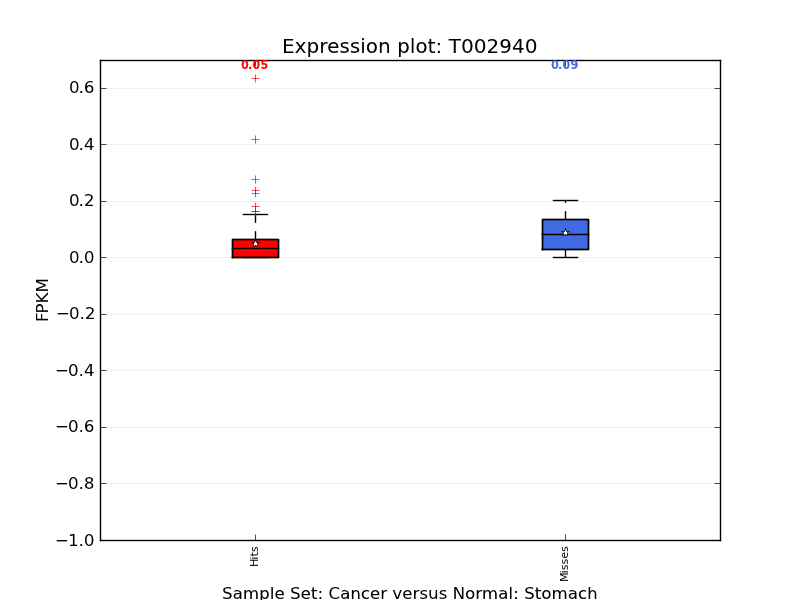 Expression plot: T002940
0.05 0.09
0.6
0.4
0.2
0.0
−0.2
−0.4
−0.6
−0.8
−1.0
FPKM
Hits Misses
Sample Set: Cancer versus Normal: Stomach